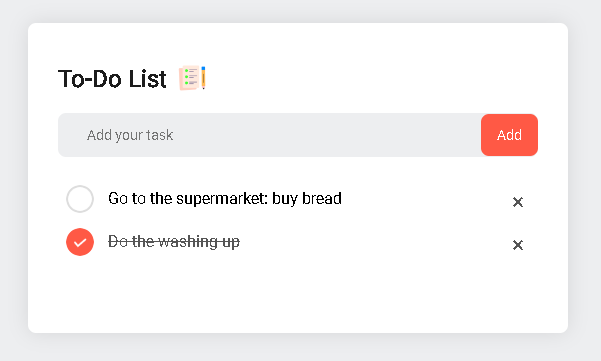 To-Do List
Add your task
Add
Go to the supermarket: buy bread
Do the washing up